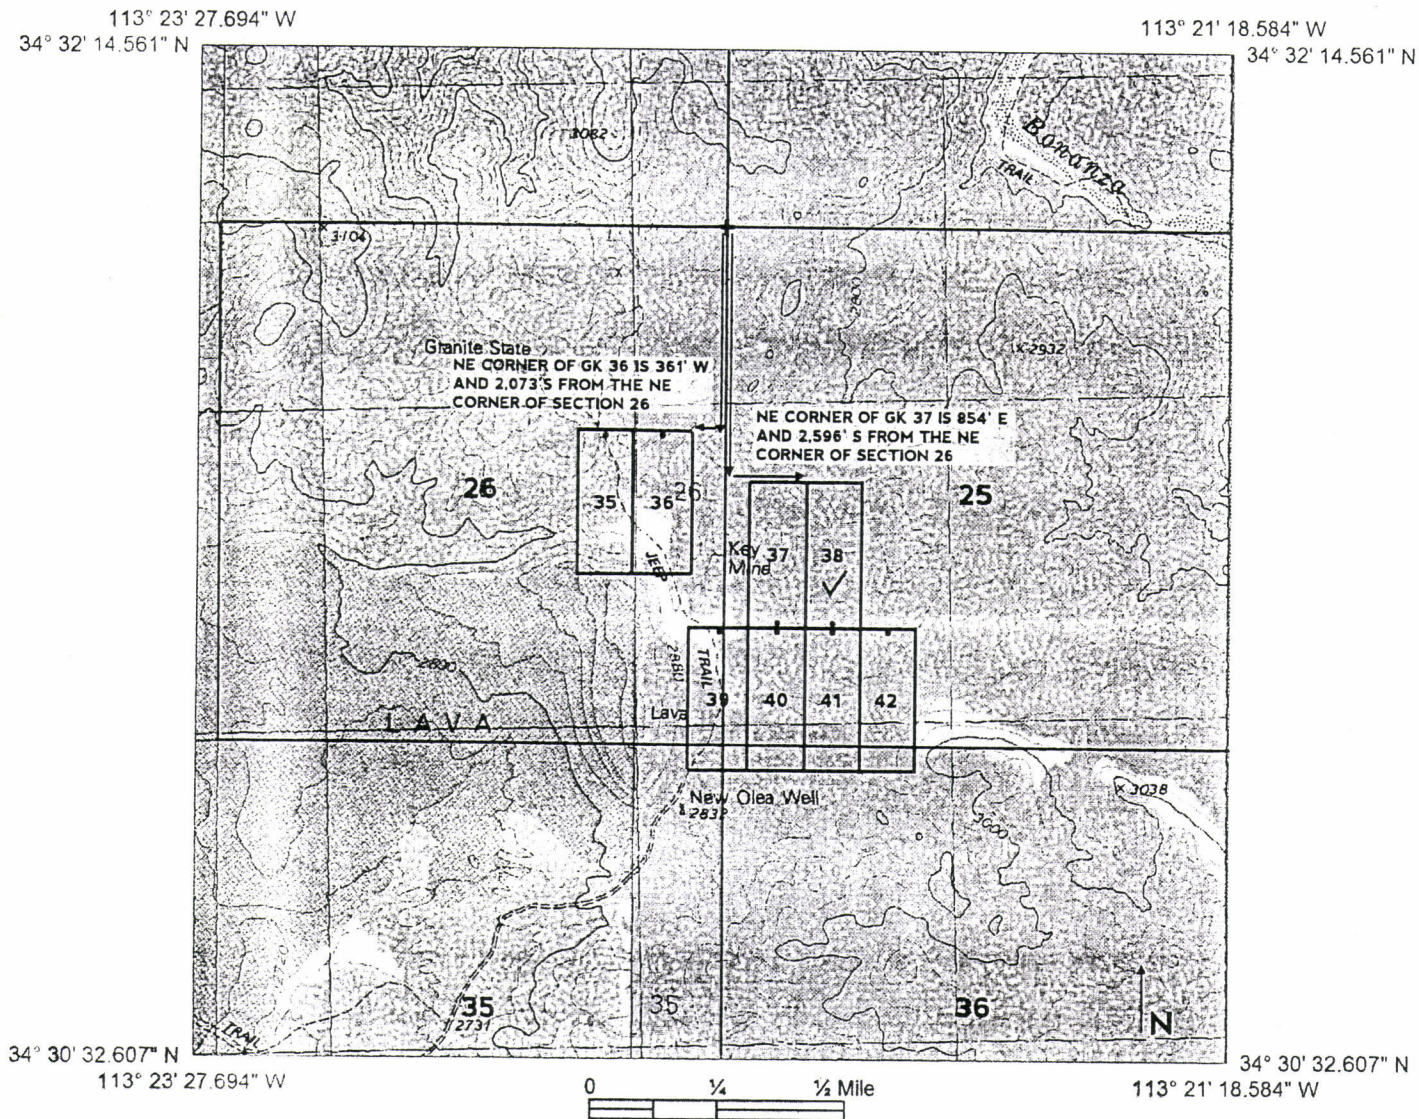 113° 23' 27.694" W
113° 21' 18.584" W
34° 32' 14.561" N
34° 32' 14.561" N
Bonanza
TRAIL
3082
3104
2800
X 2932
Granite State
NE CORNER OF GK 36 IS 361' W
AND 2,073'S FROM THE NE
CORNER OF SECTION 26
NE CORNER OF GK 37 IS 854' E
AND 2,596' S FROM THE NE
CORNER OF SECTION 26
26
35
36
26
25
Key
Mine
37
38
JEEP
TRAIL
2800
2880
39
40
41
42
LAVA
Lava
New Olea Well
2832
X 3038
3000
35
2731
35
36
TRAIL
N
34° 30' 32.607" N
34° 30' 32.607" N
113° 23' 27.694" W
113° 21' 18.584" W
0 ¼ ½ Mile